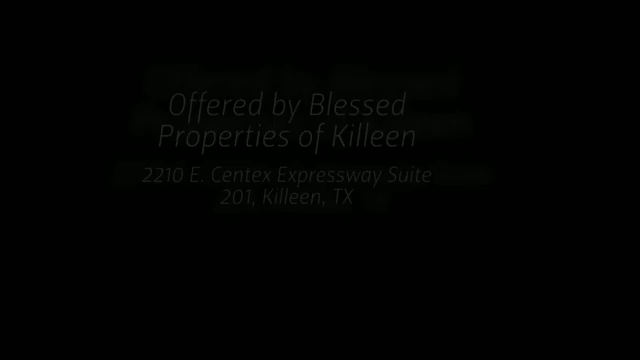 Offered by Blessed
Properties of Killeen
2210 E. Centex Expressway Suite
201, Killeen, TX